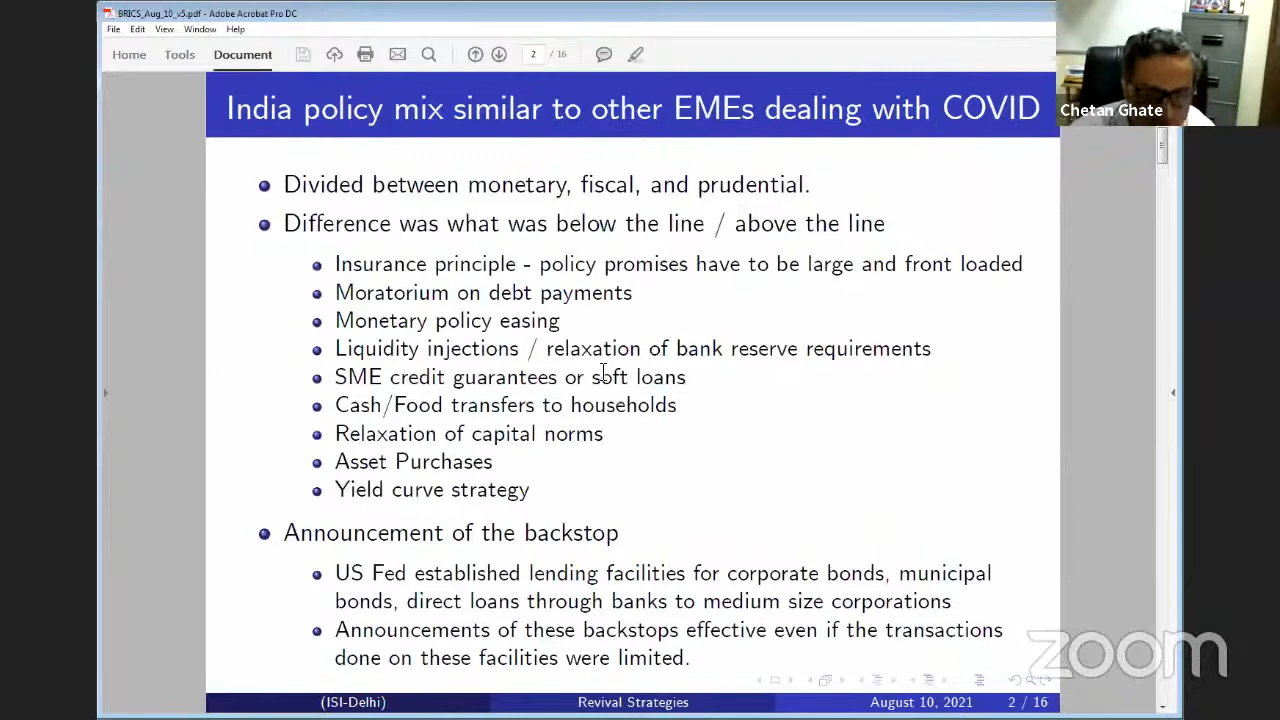 BRICS_Aug_10_v5.pdf - Adobe Acrobat Pro DC
File Edit View Window Help
Home Tools Document 2 / 16
Chetan Ghate
India policy mix similar to other EMEs dealing with COVID
Divided between monetary, fiscal, and prudential.
Difference was what was below the line / above the line
Insurance principle - policy promises have to be large and front loaded
Moratorium on debt payments
Monetary policy easing
Liquidity injections / relaxation of bank reserve requirements
SME credit guarantees or soft loans
Cash/Food transfers to households
Relaxation of capital norms
Asset Purchases
Yield curve strategy
Announcement of the backstop
US Fed established lending facilities for corporate bonds, municipal
bonds, direct loans through banks to medium size corporations
Announcements of these backstops effective even if the transactions
done on these facilities were limited.
zoom
(ISI-Delhi) Revival Strategies August 10, 2021 2 / 16